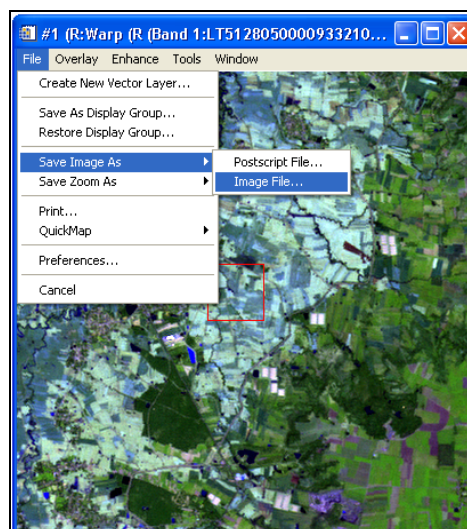 #1 (R:Warp (R (Band 1:LT5128050000933210...
File Overlay Enhance Tools Window
Create New Vector Layer...
Save As Display Group...
Restore Display Group...
Save Image As
Postscript File...
Save Zoom As
Image File...
Print...
QuickMap
Preferences...
Cancel